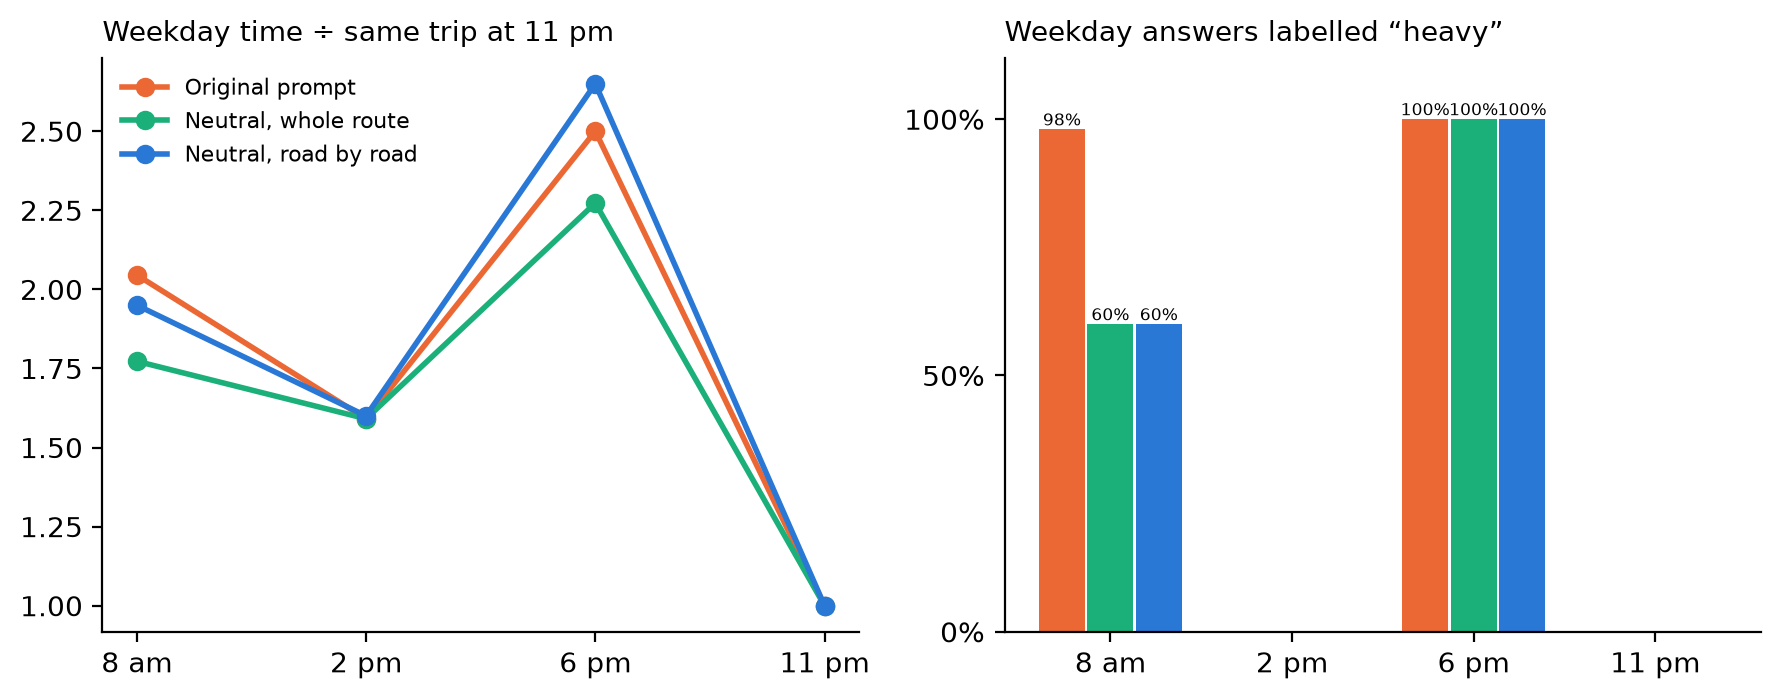 Weekday time ÷ same trip at 11 pm
Original prompt
Neutral, whole route
Neutral, road by road
2.50
2.25
2.00
1.75
1.50
1.25
1.00
8 am 2 pm 6 pm 11 pm
Weekday answers labelled “heavy”
100%
50%
0%
98%
60% 60%
100% 100% 100%
8 am 2 pm 6 pm 11 pm